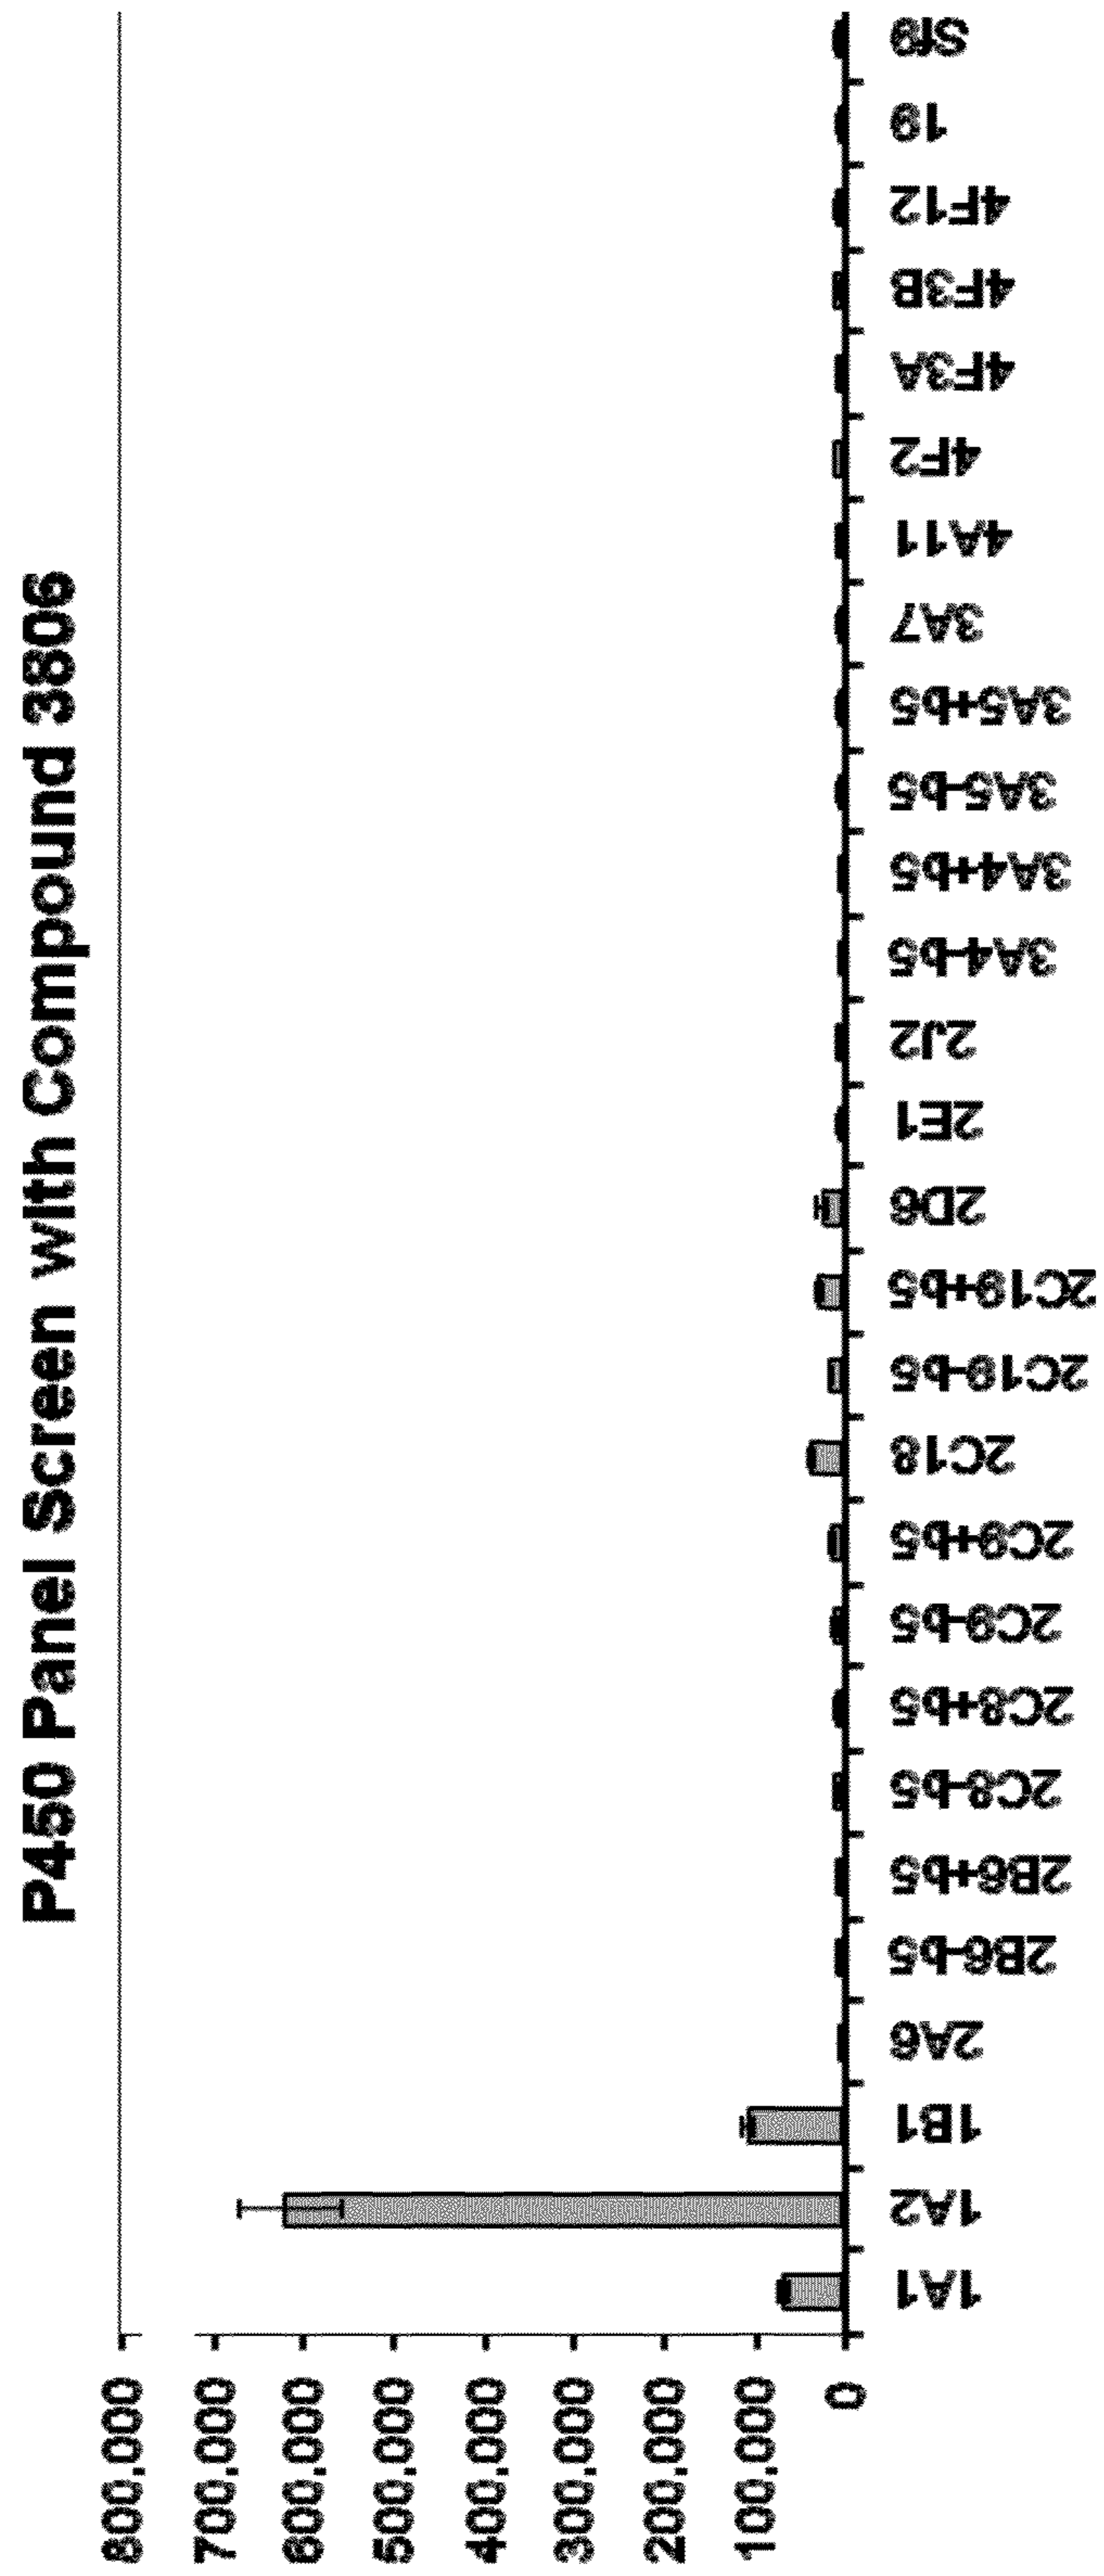 P450 Panel Screen with Compound 3806
800,000
700,000
600,000
500,000
400,000
300,000
200,000
100,000
0
1A1
1A2
1B1
2A6
2B6-b5
2B6+b5
2C8-b5
2C8+b5
2C9-b5
2C9+b5
2C18
2C19-b5
2C19+b5
2D6
2E1
2J2
3A4-b5
3A4+b5
3A5-b5
3A5+b5
3A7
4A11
4F2
4F3A
4F3B
4F12
19
Sf9